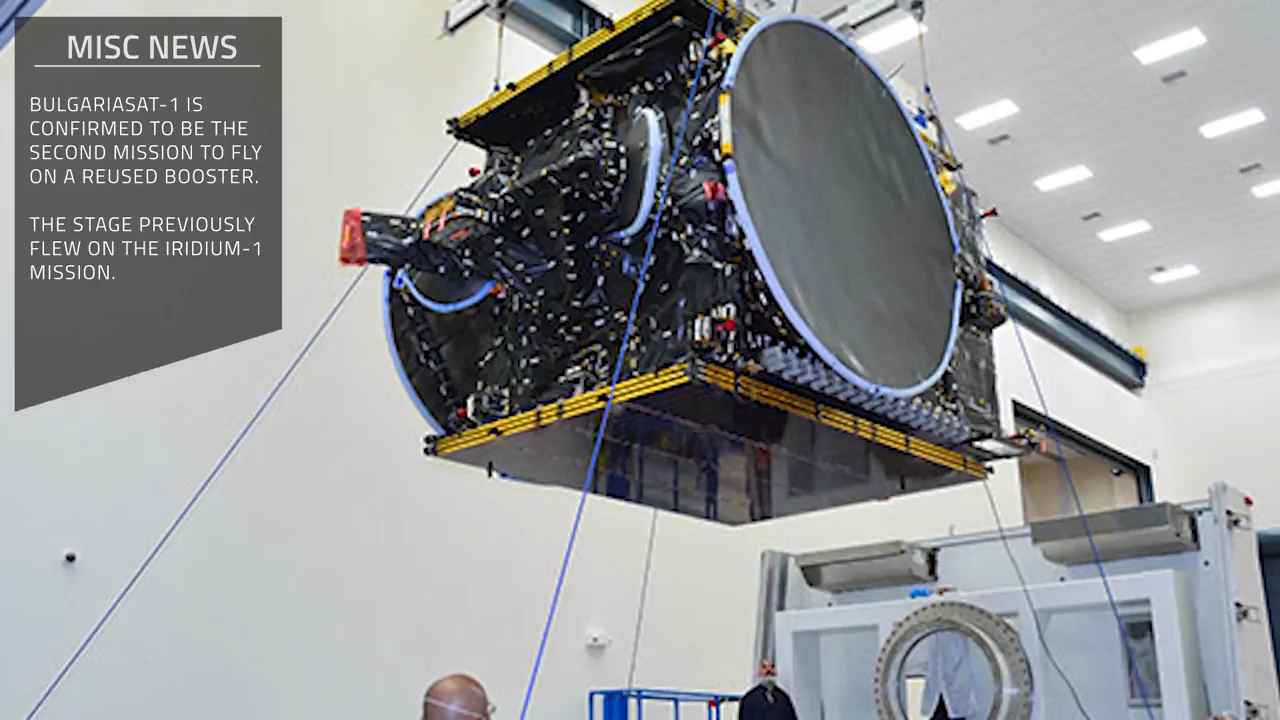 MISC NEWS
BULGARIASAT-1 IS
CONFIRMED TO BE THE
SECOND MISSION TO FLY
ON A REUSED BOOSTER.
THE STAGE PREVIOUSLY
FLEW ON THE IRIDIUM-1
MISSION.